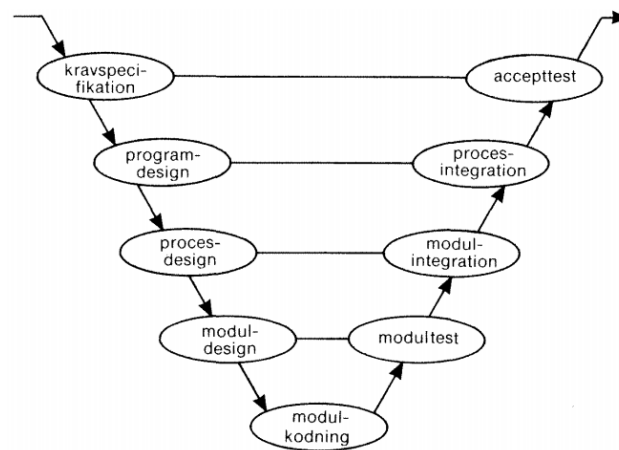 kravspeci-
fikation
accepttest
program-
design
proces-
integration
proces-
design
modul-
integration
modul-
design
modultest
modul-
kodning